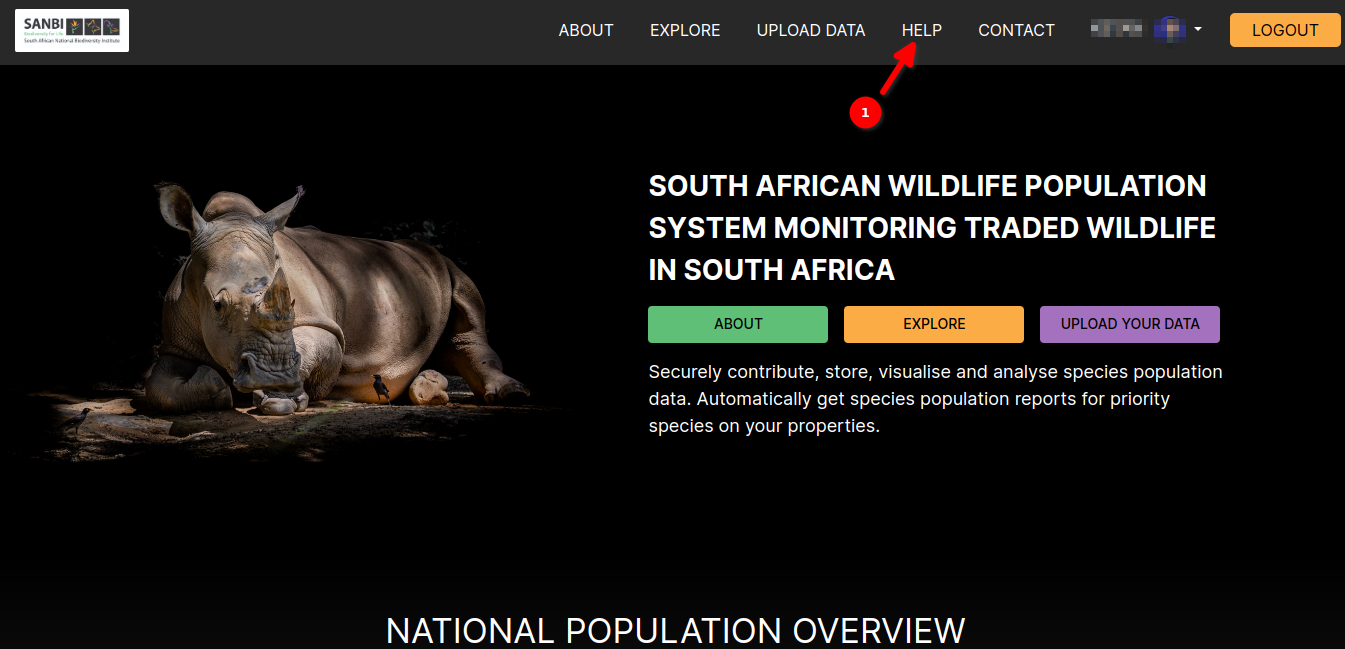 SANBI
Biodiversity for Life
South African National Biodiversity Institute
ABOUT
EXPLORE
UPLOAD DATA
HELP
CONTACT
LOGOUT
1
SOUTH AFRICAN WILDLIFE POPULATION
SYSTEM MONITORING TRADED WILDLIFE
IN SOUTH AFRICA
ABOUT
EXPLORE
UPLOAD YOUR DATA
Securely contribute, store, visualise and analyse species population
data. Automatically get species population reports for priority
species on your properties.
NATIONAL POPULATION OVERVIEW